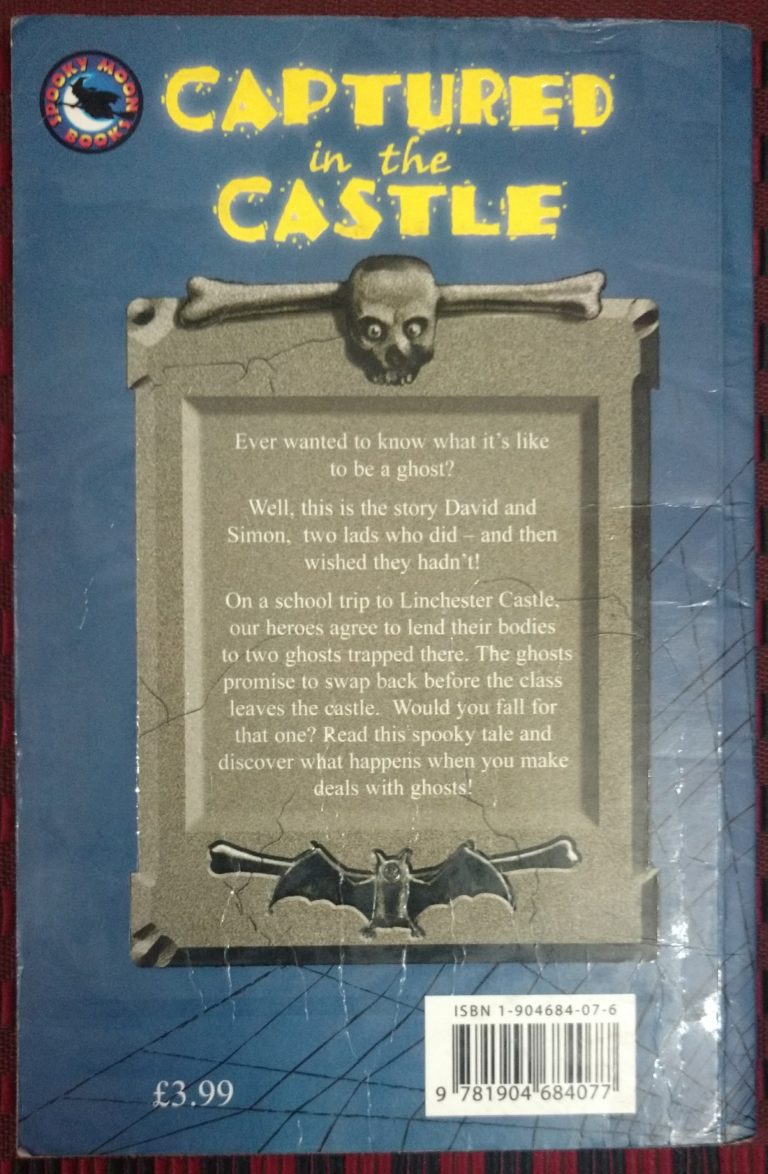 SPOOKY MOON BOOKS
CAPTURED
in the
CASTLE
Ever wanted to know what it's like
to be a ghost?
Well, this is the story David and
Simon, two lads who did – and then
wished they hadn't!
On a school trip to Linchester Castle,
our heroes agree to lend their bodies
to two ghosts trapped there. The ghosts
promise to swap back before the class
leaves the castle. Would you fall for
that one? Read this spooky tale and
discover what happens when you make
deals with ghosts!
ISBN 1-904684-07-6
9 781904 684077
£3.99